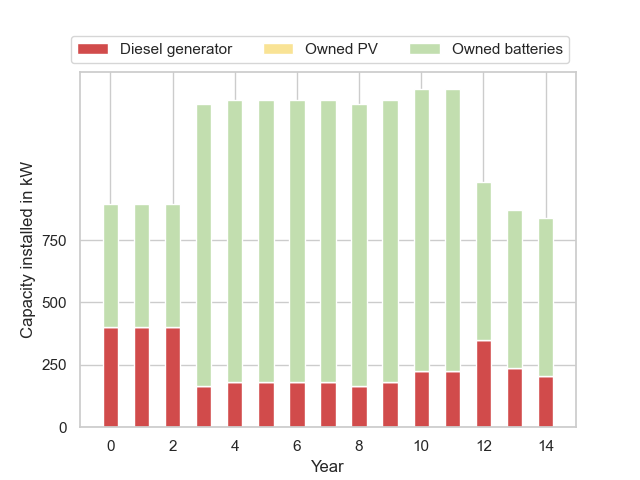 Diesel generator Owned PV Owned batteries
Capacity installed in kW
750
500
250
0
0 2 4 6 8 10 12 14
Year